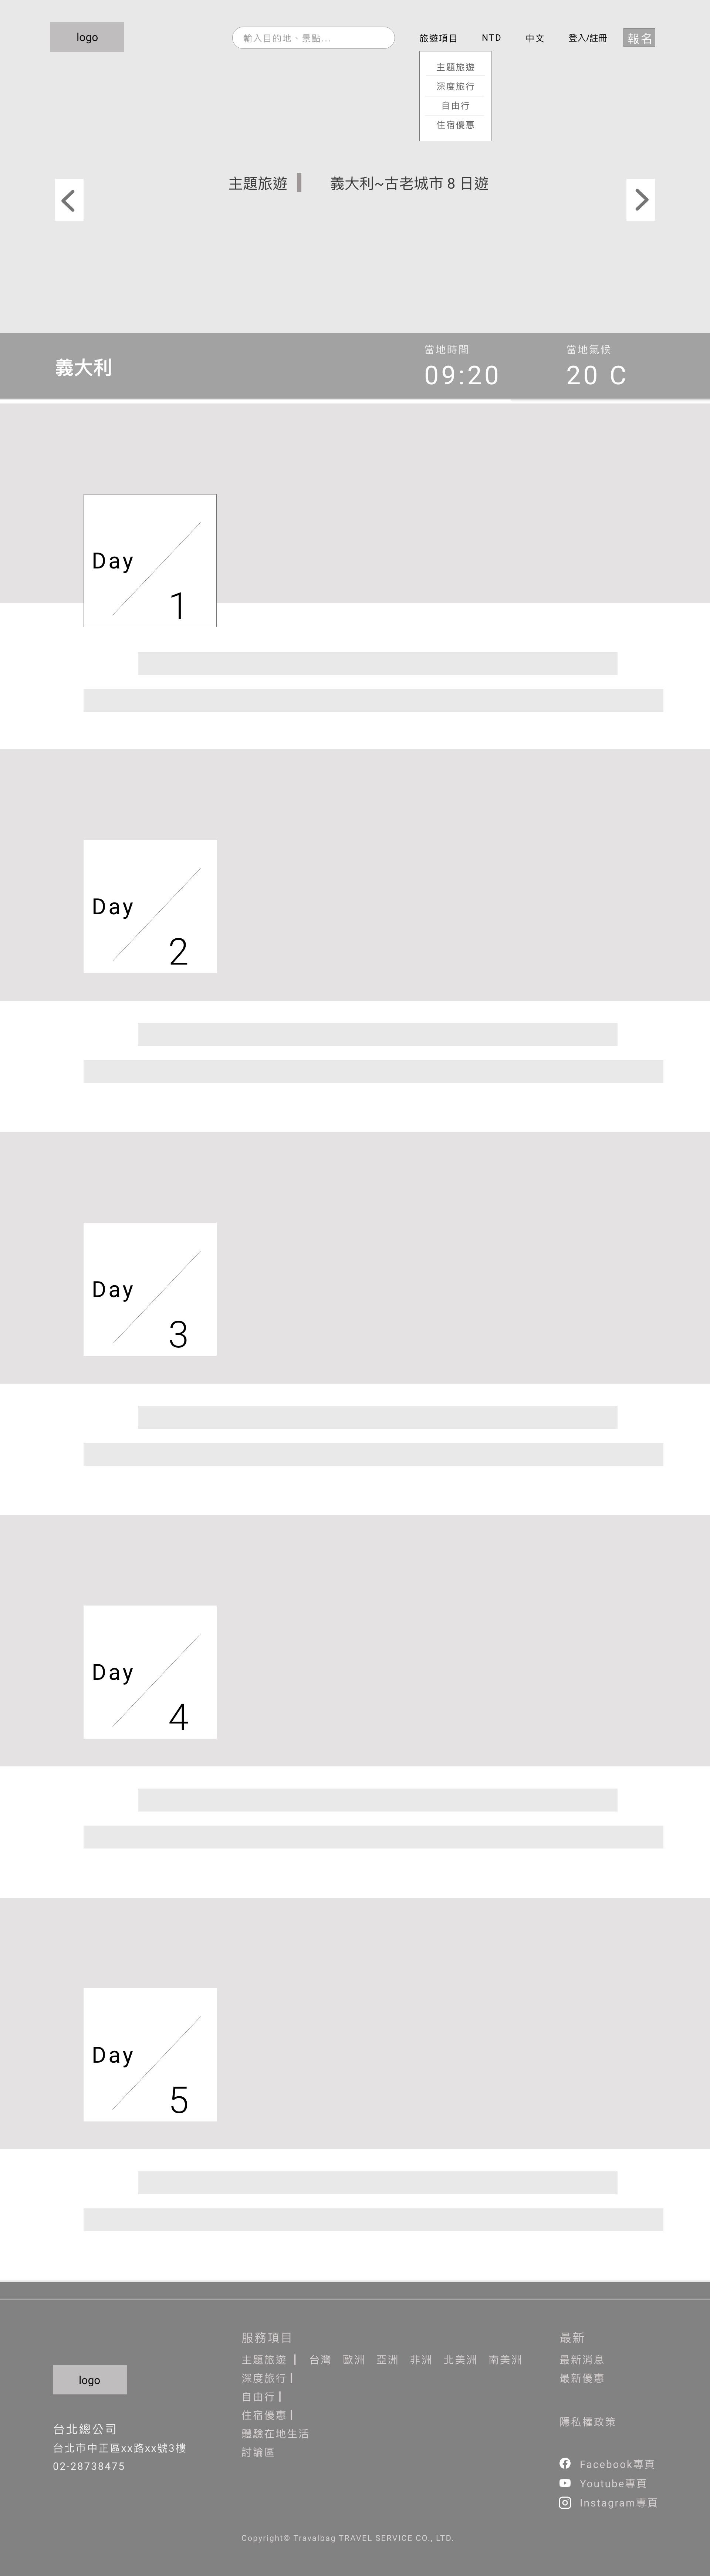 logo
輸入目的地、景點...
旅遊項目
NTD
中文
登入/註冊
報名
主題旅遊
深度旅行
自由行
住宿優惠
主題旅遊
義大利~古老城市 8 日遊
義大利
當地時間
09:20
當地氣候
20 C
Day
1
Day
2
Day
3
Day
4
Day
5
logo
台北總公司
台北市中正區xx路xx號3樓
02-28738475
服務項目
主題旅遊 | 台灣 歐洲 亞洲 非洲 北美洲 南美洲
深度旅行 |
自由行 |
住宿優惠 |
體驗在地生活
討論區
最新
最新消息
最新優惠
隱私權政策
Facebook專頁
Youtube專頁
Instagram專頁
Copyright© Travalbag TRAVEL SERVICE CO., LTD.